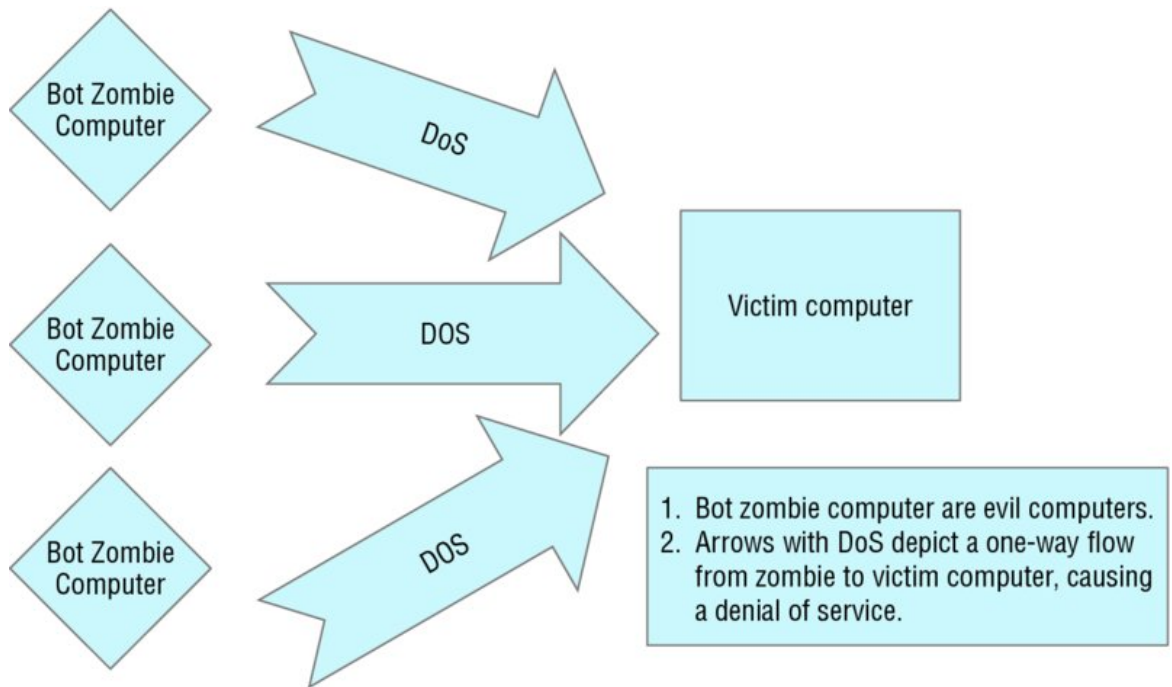 Bot Zombie
Computer
DoS
Bot Zombie
Computer
DOS
Victim computer
Bot Zombie
Computer
DOS
1. Bot zombie computer are evil computers.
2. Arrows with DoS depict a one-way flow
from zombie to victim computer, causing
a denial of service.